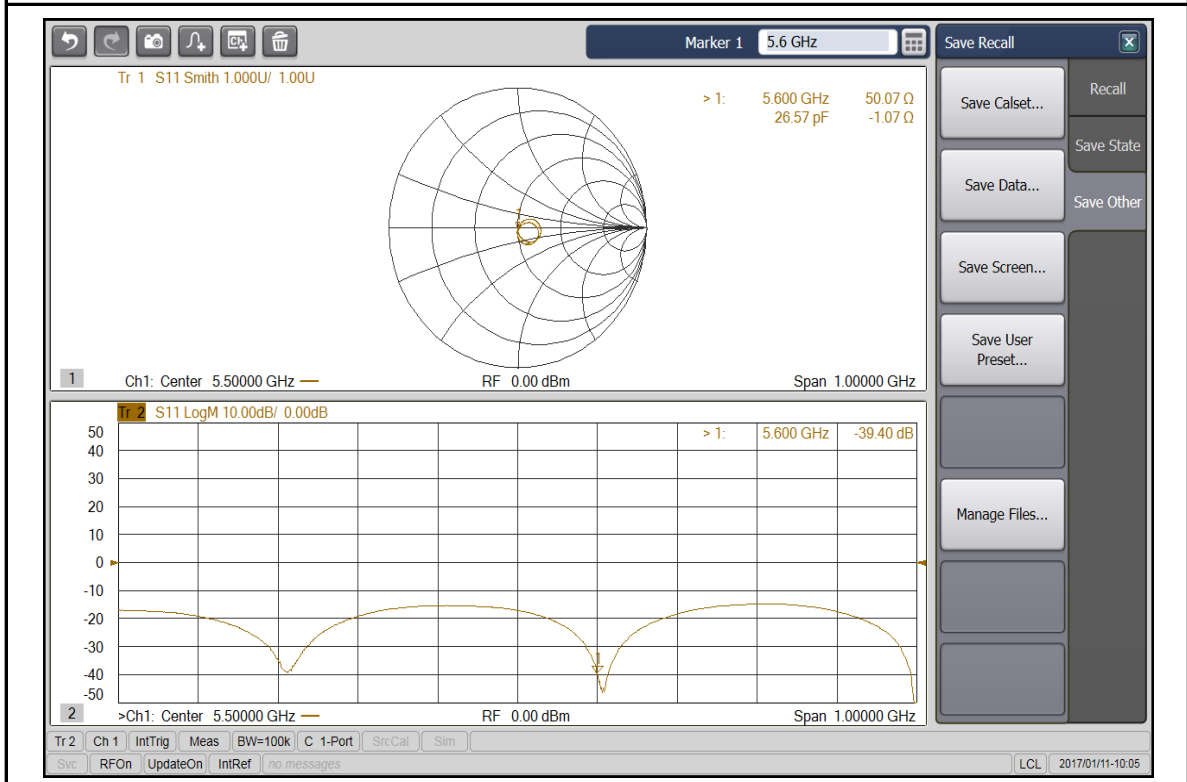 Marker 1 5.6 GHz
Save Recall
Tr 1 S11 Smith 1.000U/ 1.00U
> 1: 5.600 GHz 50.07 Ω
26.57 pF -1.07 Ω
1
1 Ch1: Center 5.50000 GHz — RF 0.00 dBm Span 1.00000 GHz
Tr 2 S11 LogM 10.00dB/ 0.00dB
> 1: 5.600 GHz -39.40 dB
50
40
30
20
10
0
-10
-20
-30
-40
-50
1
2 >Ch1: Center 5.50000 GHz — RF 0.00 dBm Span 1.00000 GHz
Save Calset...
Save Data...
Save Screen...
Save User
Preset...
Manage Files...
Recall
Save State
Save Other
Tr 2 Ch 1 IntTrig Meas BW=100k C 1-Port SrcCal Sim
Svc RFOn UpdateOn IntRef no messages LCL 2017/01/11-10:05